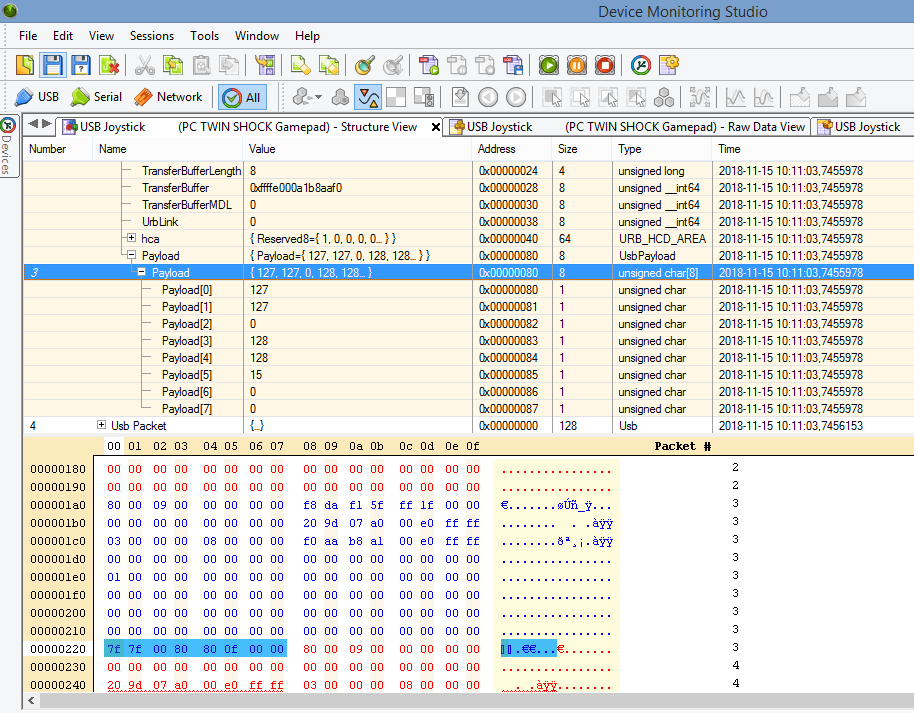 Device Monitoring Studio
File Edit View Sessions Tools Window Help
USB Serial Network All
Devices
USB Joystick (PC TWIN SHOCK Gamepad) - Structure View USB Joystick (PC TWIN SHOCK Gamepad) - Raw Data View USB Joystick
Number Name Value Address Size Type Time
TransferBufferLength 8 0x00000024 4 unsigned long 2018-11-15 10:11:03,7455978
TransferBuffer 0xffffe000a1b8aaf0 0x00000028 8 unsigned __int64 2018-11-15 10:11:03,7455978
TransferBufferMDL 0 0x00000030 8 unsigned __int64 2018-11-15 10:11:03,7455978
UrbLink 0 0x00000038 8 unsigned __int64 2018-11-15 10:11:03,7455978
hca { Reserved8={ 1, 0, 0, 0, 0... } } 0x00000040 64 URB_HCD_AREA 2018-11-15 10:11:03,7455978
Payload { Payload={ 127, 127, 0, 128, 128... } } 0x00000080 8 UsbPayload 2018-11-15 10:11:03,7455978
3 Payload { 127, 127, 0, 128, 128... } 0x00000080 8 unsigned char[8] 2018-11-15 10:11:03,7455978
Payload[0] 127 0x00000080 1 unsigned char 2018-11-15 10:11:03,7455978
Payload[1] 127 0x00000081 1 unsigned char 2018-11-15 10:11:03,7455978
Payload[2] 0 0x00000082 1 unsigned char 2018-11-15 10:11:03,7455978
Payload[3] 128 0x00000083 1 unsigned char 2018-11-15 10:11:03,7455978
Payload[4] 128 0x00000084 1 unsigned char 2018-11-15 10:11:03,7455978
Payload[5] 15 0x00000085 1 unsigned char 2018-11-15 10:11:03,7455978
Payload[6] 0 0x00000086 1 unsigned char 2018-11-15 10:11:03,7455978
Payload[7] 0 0x00000087 1 unsigned char 2018-11-15 10:11:03,7455978
4 Usb Packet {...} 0x00000000 128 Usb 2018-11-15 10:11:03,7456153
00 01 02 03 04 05 06 07 08 09 0a 0b 0c 0d 0e 0f Packet #
00000180 00 00 00 00 00 00 00 00 00 00 00 00 00 00 00 00 ................ 2
00000190 00 00 00 00 00 00 00 00 00 00 00 00 00 00 00 00 ................ 2
000001a0 80 00 09 00 00 00 00 00 f8 da f1 5f ff 1f 00 00 €.......øÚñ_ÿ... 3
000001b0 00 00 00 00 00 00 00 00 20 9d 07 a0 00 e0 ff ff ........ . .àÿÿ 3
000001c0 03 00 00 00 08 00 00 00 f0 aa b8 a1 00 e0 ff ff ........ðª¸¡.àÿÿ 3
000001d0 00 00 00 00 00 00 00 00 00 00 00 00 00 00 00 00 ................ 3
000001e0 01 00 00 00 00 00 00 00 00 00 00 00 00 00 00 00 ................ 3
000001f0 00 00 00 00 00 00 00 00 00 00 00 00 00 00 00 00 ................ 3
00000200 00 00 00 00 00 00 00 00 00 00 00 00 00 00 00 00 ................ 3
00000210 00 00 00 00 00 00 00 00 00 00 00 00 00 00 00 00 ................ 3
00000220 7f 7f 00 80 80 0f 00 00 80 00 09 00 00 00 00 00 .€€...€....... 3
00000230 00 00 00 00 00 00 00 00 00 00 00 00 00 00 00 00 ................ 4
00000240 20 9d 07 a0 00 e0 ff ff 03 00 00 00 08 00 00 00 . .àÿÿ........ 4